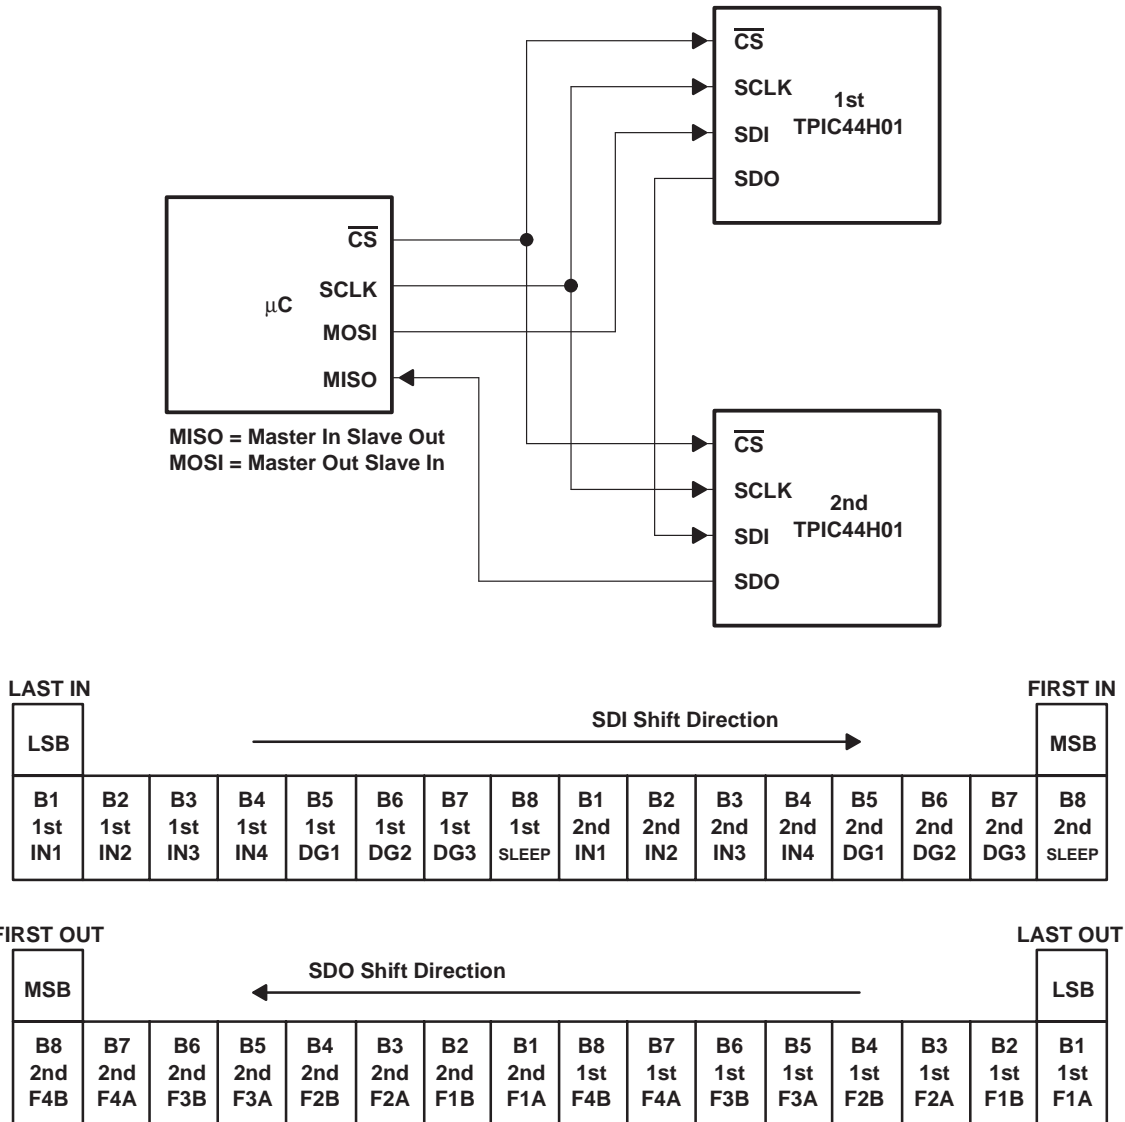 CS
SCLK
SDI
SDO
1st
TPIC44H01
CS
SCLK
MOSI
MISO
μC
MISO = Master In Slave Out
MOSI = Master Out Slave In
CS
SCLK
SDI
SDO
2nd
TPIC44H01
LAST IN
FIRST IN
LSB
SDI Shift Direction
MSB
B1 B2 B3 B4 B5 B6 B7 B8 B1 B2 B3 B4 B5 B6 B7 B8
1st 1st 1st 1st 1st 1st 1st 1st 2nd 2nd 2nd 2nd 2nd 2nd 2nd 2nd
IN1 IN2 IN3 IN4 DG1 DG2 DG3 SLEEP IN1 IN2 IN3 IN4 DG1 DG2 DG3 SLEEP
FIRST OUT
LAST OUT
MSB
SDO Shift Direction
LSB
B8 B7 B6 B5 B4 B3 B2 B1 B8 B7 B6 B5 B4 B3 B2 B1
2nd 2nd 2nd 2nd 2nd 2nd 2nd 2nd 1st 1st 1st 1st 1st 1st 1st 1st
F4B F4A F3B F3A F2B F2A F1B F1A F4B F4A F3B F3A F2B F2A F1B F1A